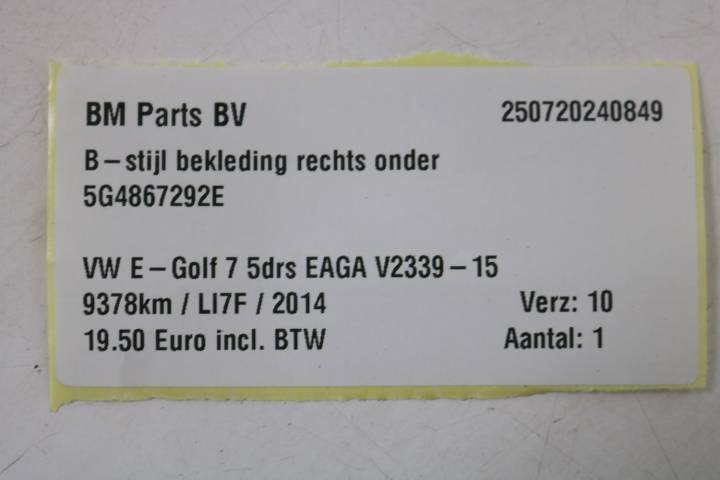 BM Parts BV 250720240849
B-stijl bekleding rechts onder
5G4867292E
VW E-Golf 7 5drs EAGA V2339-15
9378km / LI7F / 2014 Verz: 10
19.50 Euro incl. BTW Aantal: 1